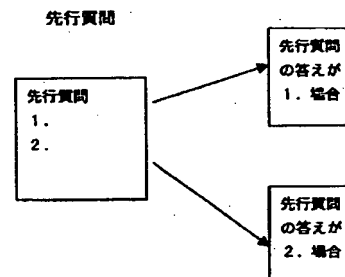 先行質問
先行質問
1.
2.
先行質問
の答えが
1. 場合
先行質問
の答えが
2. 場合